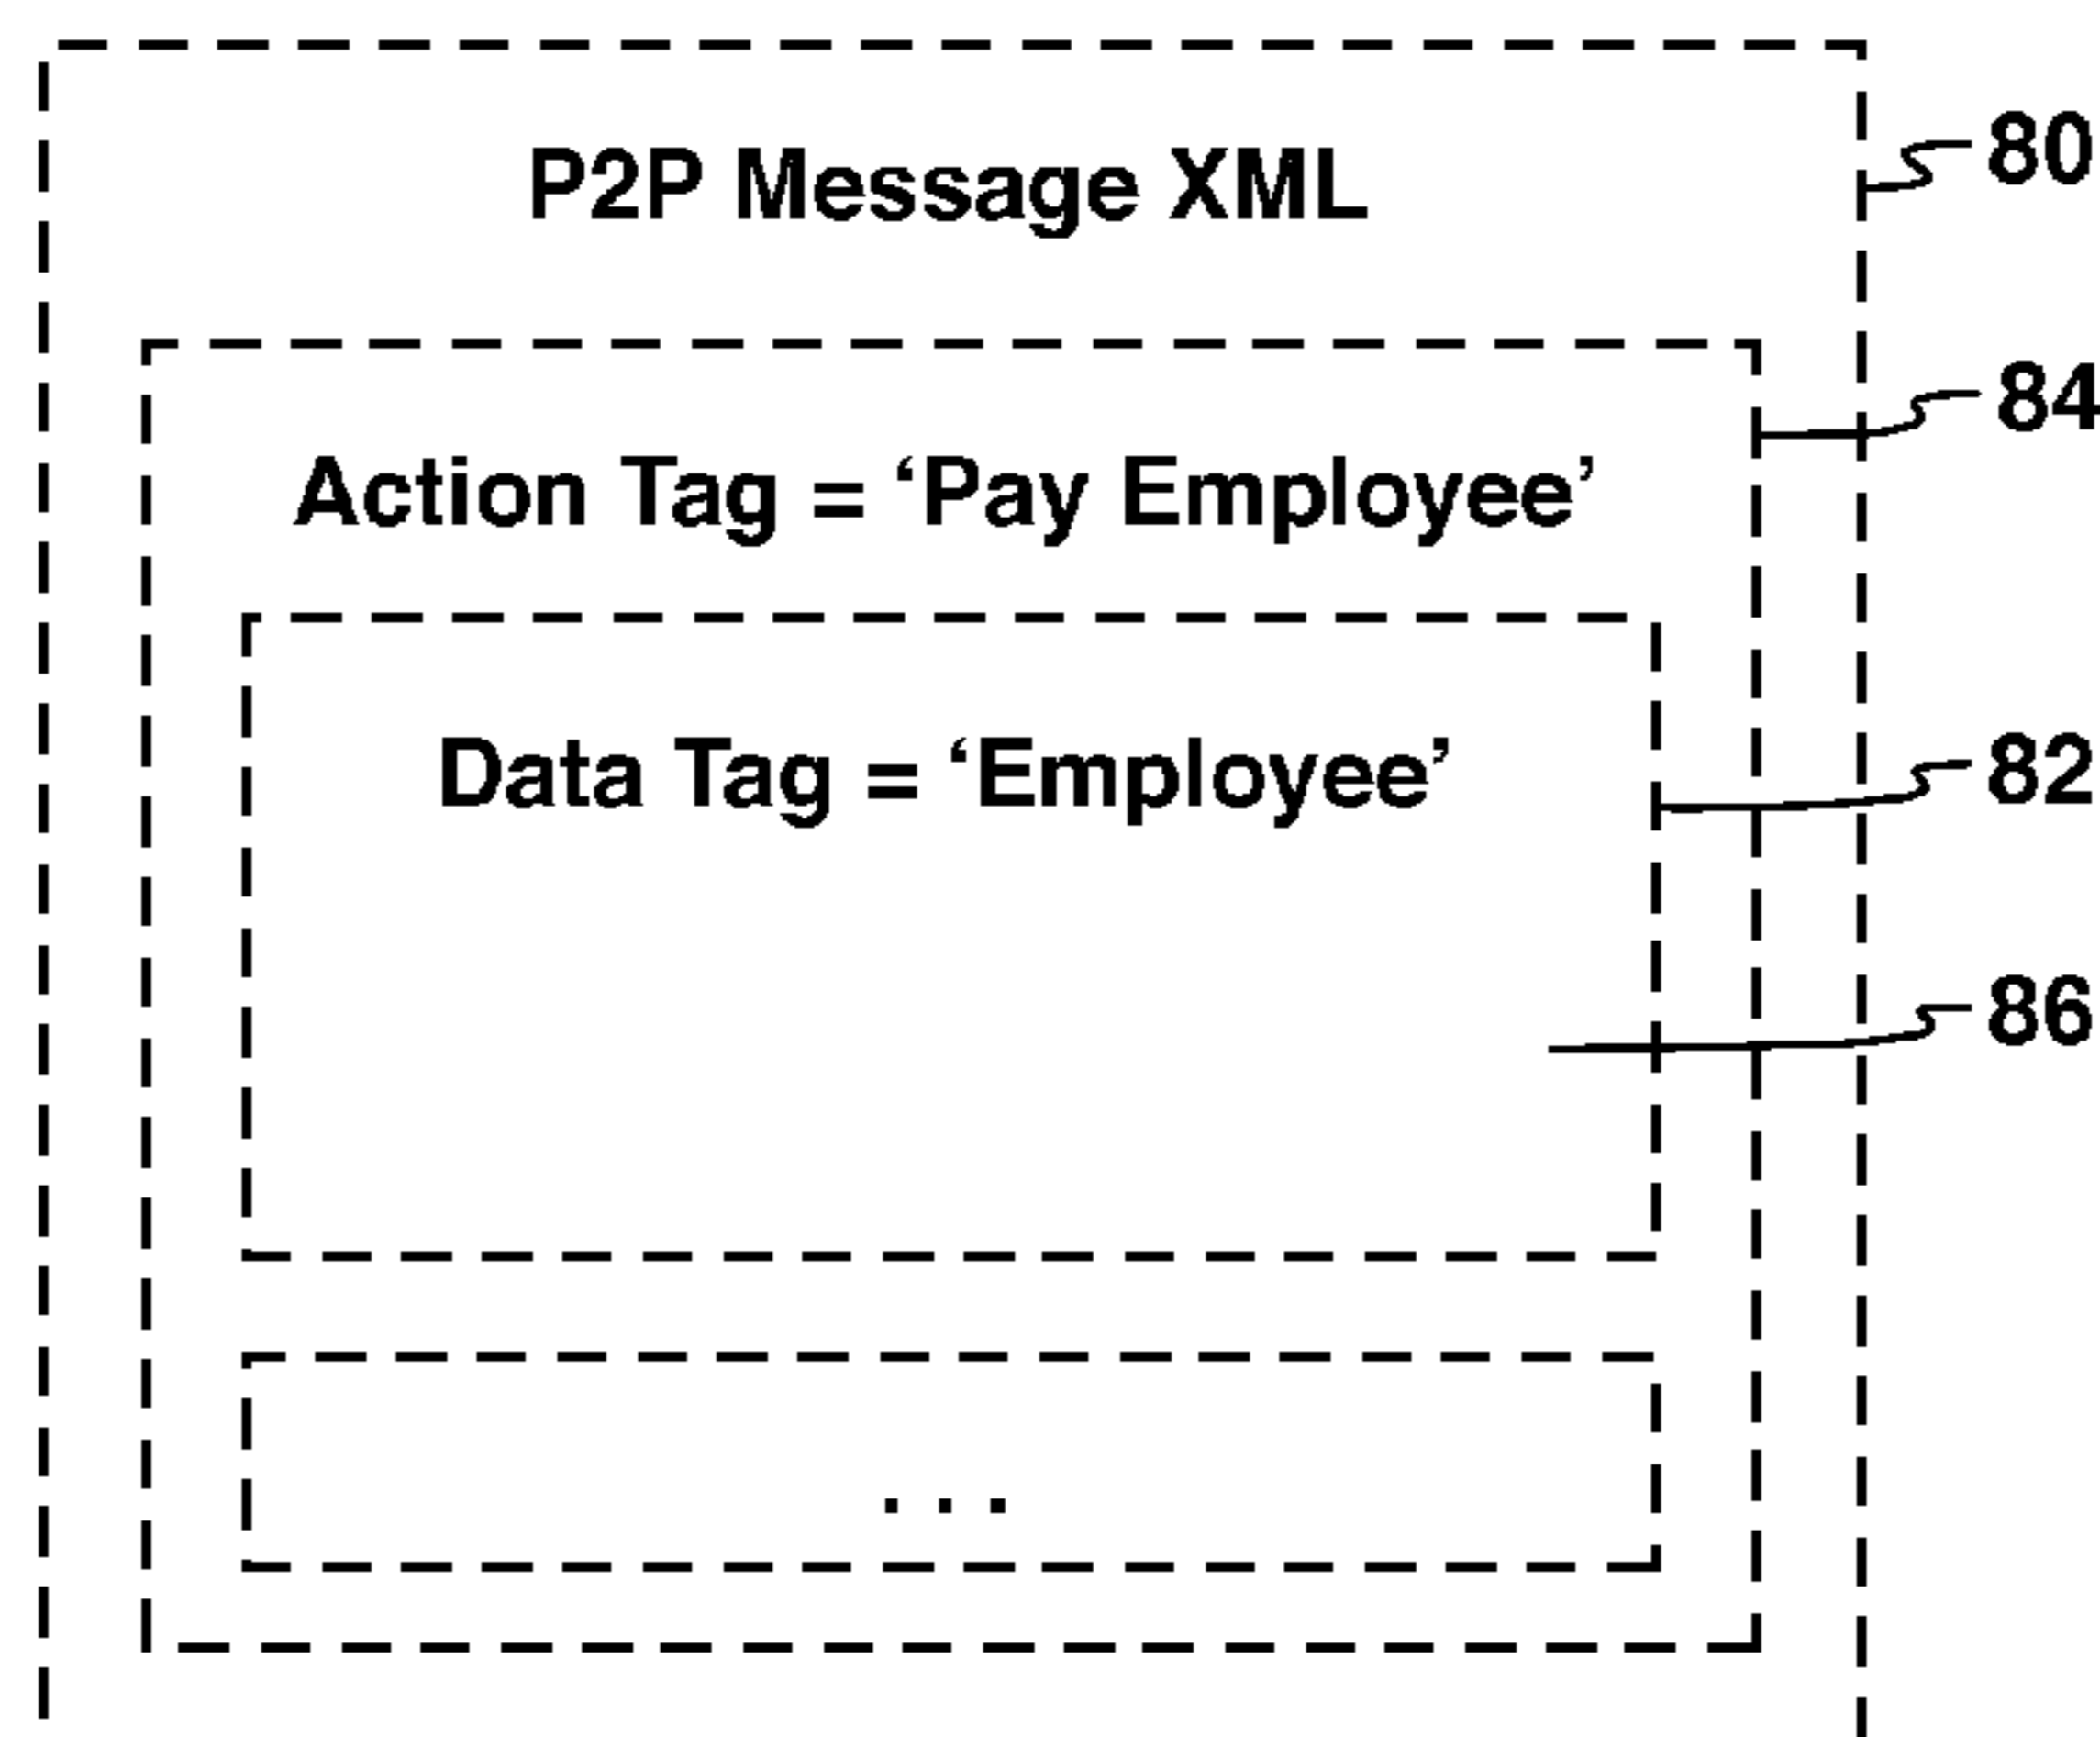 P2P Message XML
80
84
Action Tag = ‘Pay Employee’
Data Tag = ‘Employee’
82
86
. . .